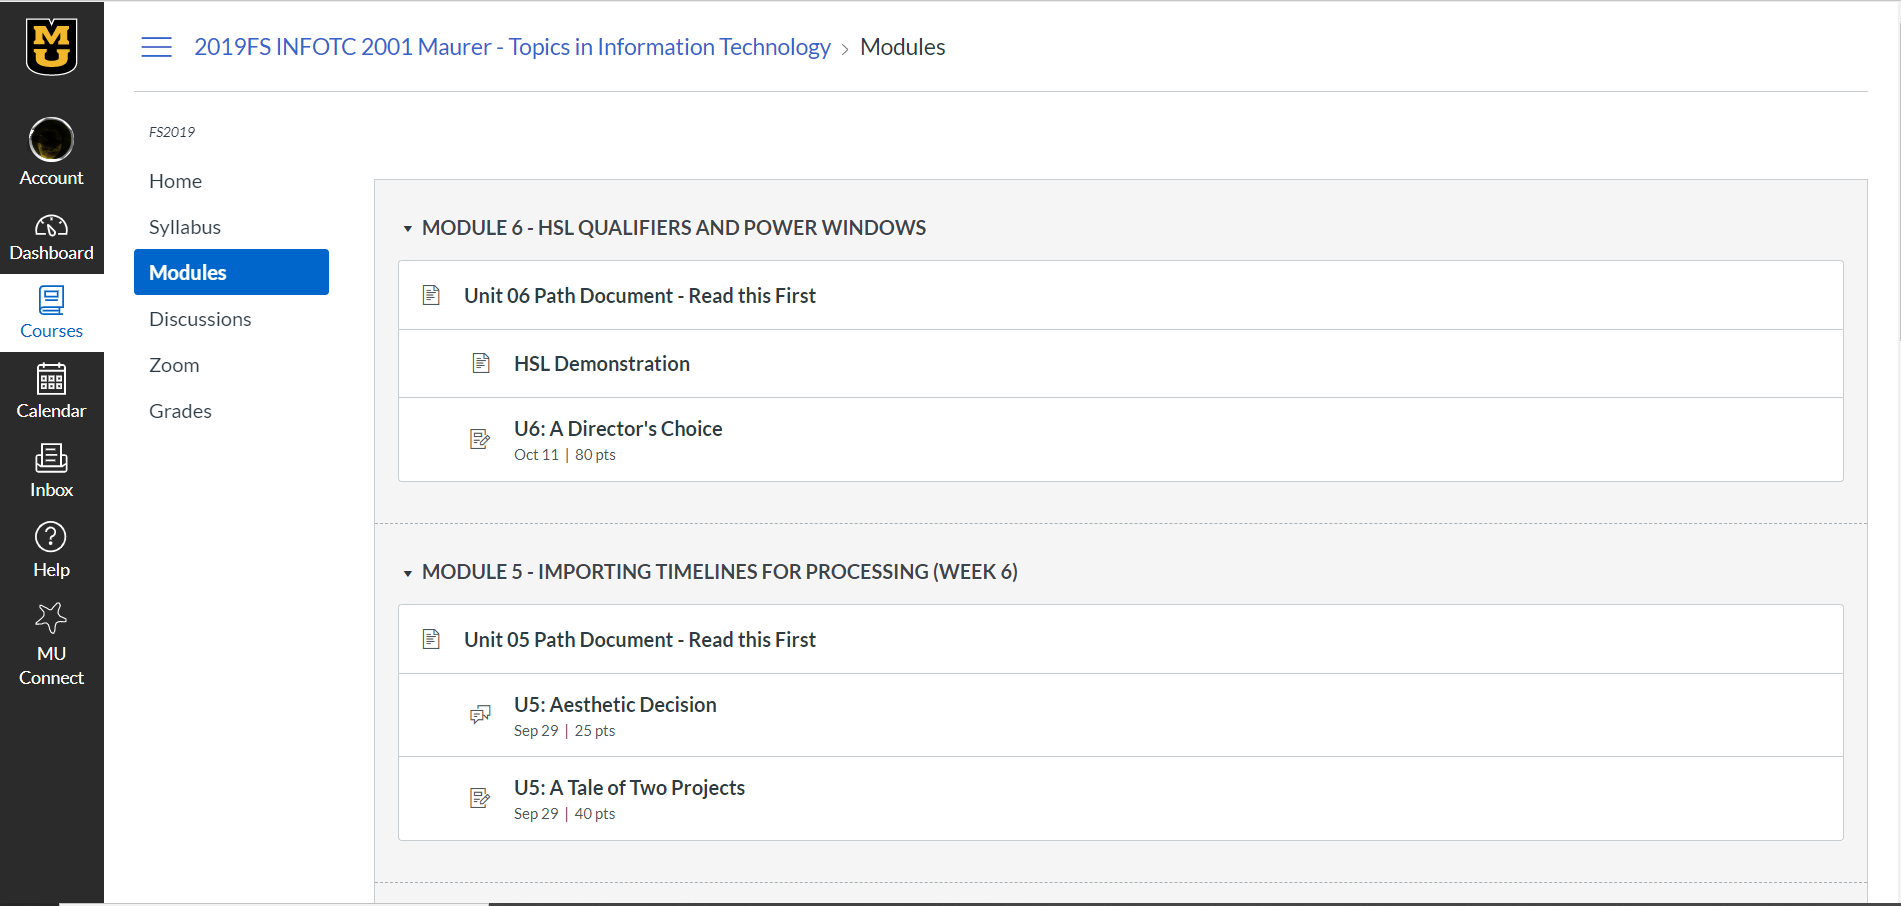 MU
Account
Dashboard
Courses
Calendar
Inbox
Help
MU
Connect
2019FS INFOTC 2001 Maurer - Topics in Information Technology › Modules
FS2019
Home
Syllabus
Modules
Discussions
Zoom
Grades
MODULE 6 - HSL QUALIFIERS AND POWER WINDOWS
Unit 06 Path Document - Read this First
HSL Demonstration
U6: A Director's Choice
Oct 11 | 80 pts
MODULE 5 - IMPORTING TIMELINES FOR PROCESSING (WEEK 6)
Unit 05 Path Document - Read this First
U5: Aesthetic Decision
Sep 29 | 25 pts
U5: A Tale of Two Projects
Sep 29 | 40 pts